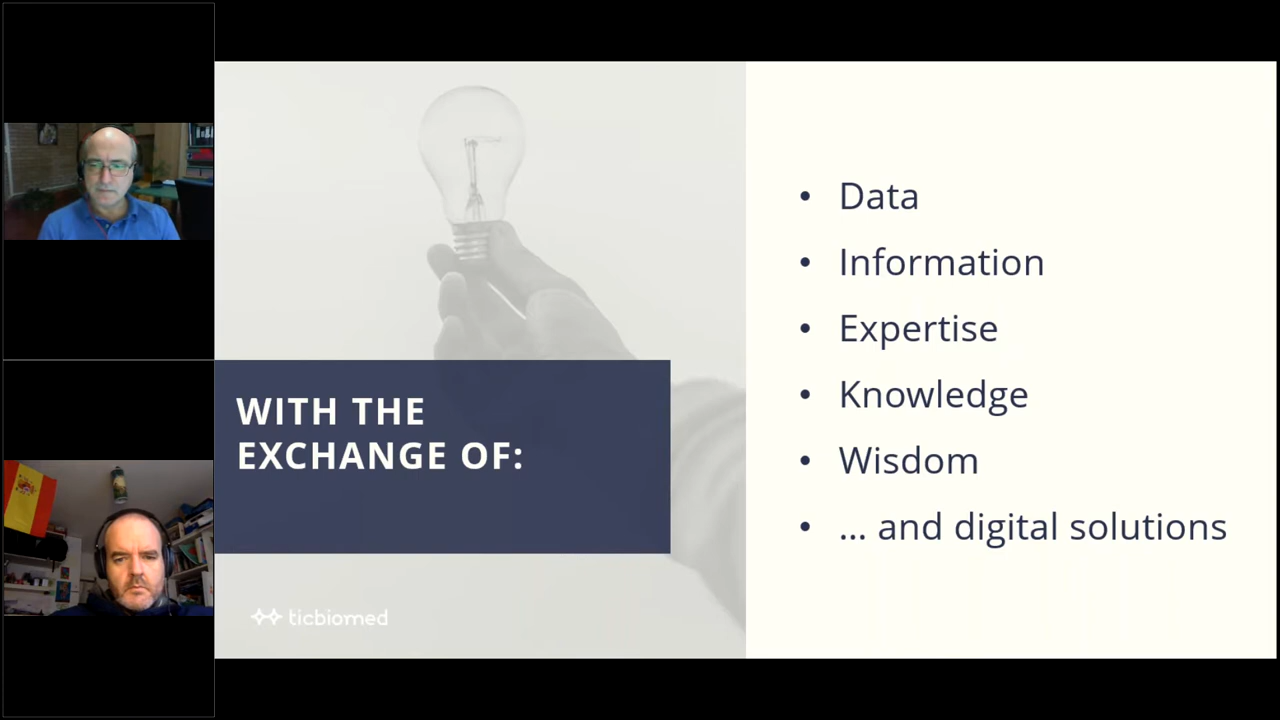 WITH THE
EXCHANGE OF:
ticbiomed
• Data
• Information
• Expertise
• Knowledge
• Wisdom
• ... and digital solutions